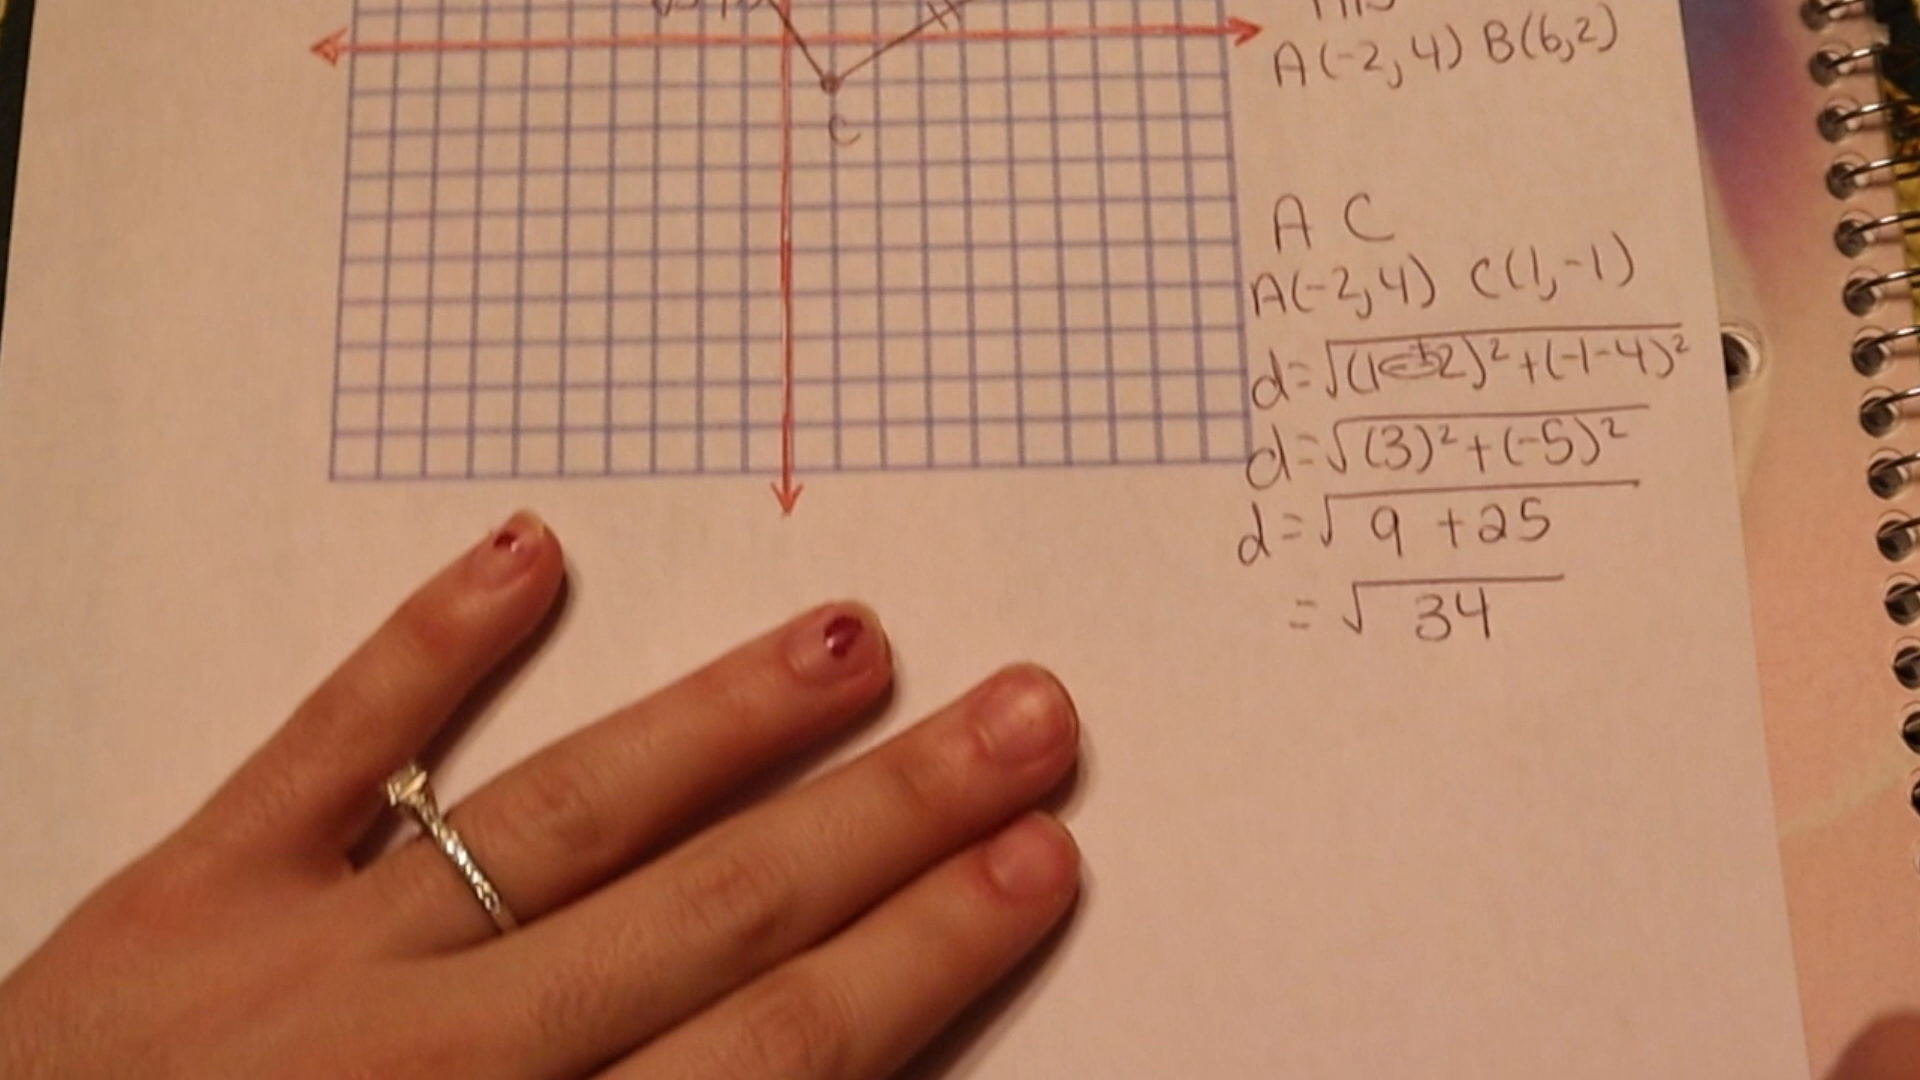 A(-2,4) B(6,2)
C
A C
A(-2,4) C(1,-1)
d=√(1+2)²+(-1-4)²
d=√(3)²+(-5)²
d=√9+25
=√34